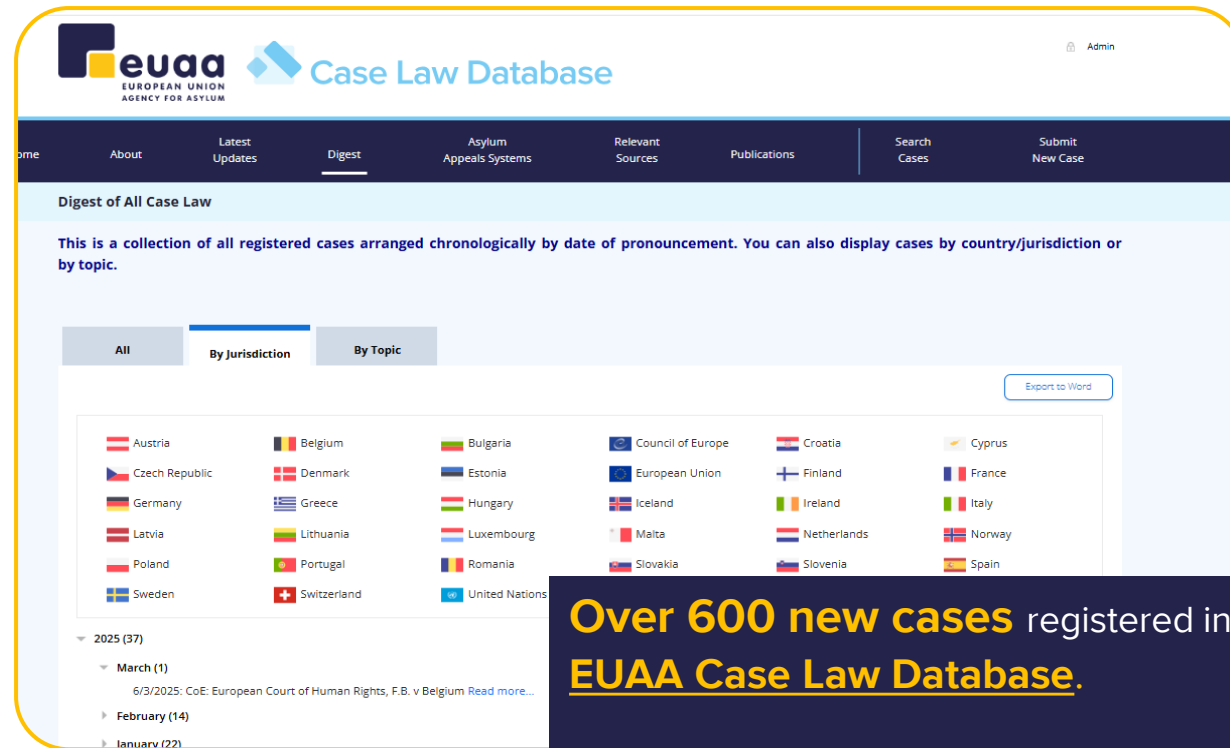 euaa
EUROPEAN UNION
AGENCY FOR ASYLUM
Case Law Database
Admin
ome
About
Latest
Updates
Digest
Asylum
Appeals Systems
Relevant
Sources
Publications
Search
Cases
Submit
New Case
Digest of All Case Law
This is a collection of all registered cases arranged chronologically by date of pronouncement. You can also display cases by country/jurisdiction or
by topic.
All
By Jurisdiction
By Topic
Export to Word
Austria
Belgium
Bulgaria
Council of Europe
Croatia
Cyprus
Czech Republic
Denmark
Estonia
European Union
Finland
France
Germany
Greece
Hungary
Iceland
Ireland
Italy
Latvia
Lithuania
Luxembourg
Malta
Netherlands
Norway
Poland
Portugal
Romania
Slovakia
Slovenia
Spain
Sweden
Switzerland
United Nations
2025 (37)
March (1)
6/3/2025: CoE: European Court of Human Rights, F.B. v Belgium Read more...
February (14)
January (22)
Over 600 new cases registered in
EUAA Case Law Database.